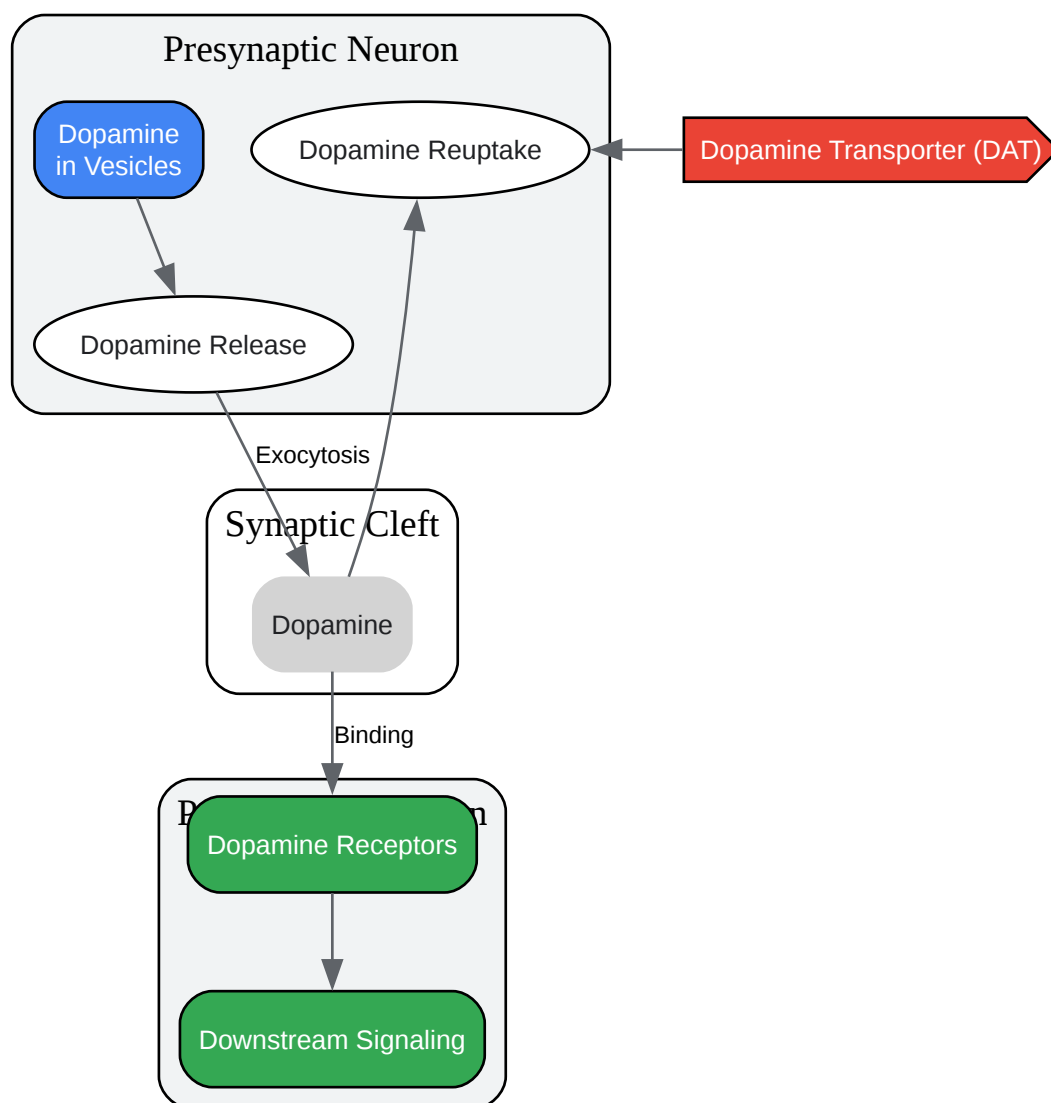 Presynaptic Neuron
Dopamine
in Vesicles
Dopamine Reuptake
Dopamine Transporter (DAT)
Dopamine Release
Exocytosis
Synaptic Cleft
Dopamine
Binding
Dopamine Receptors
Downstream Signaling